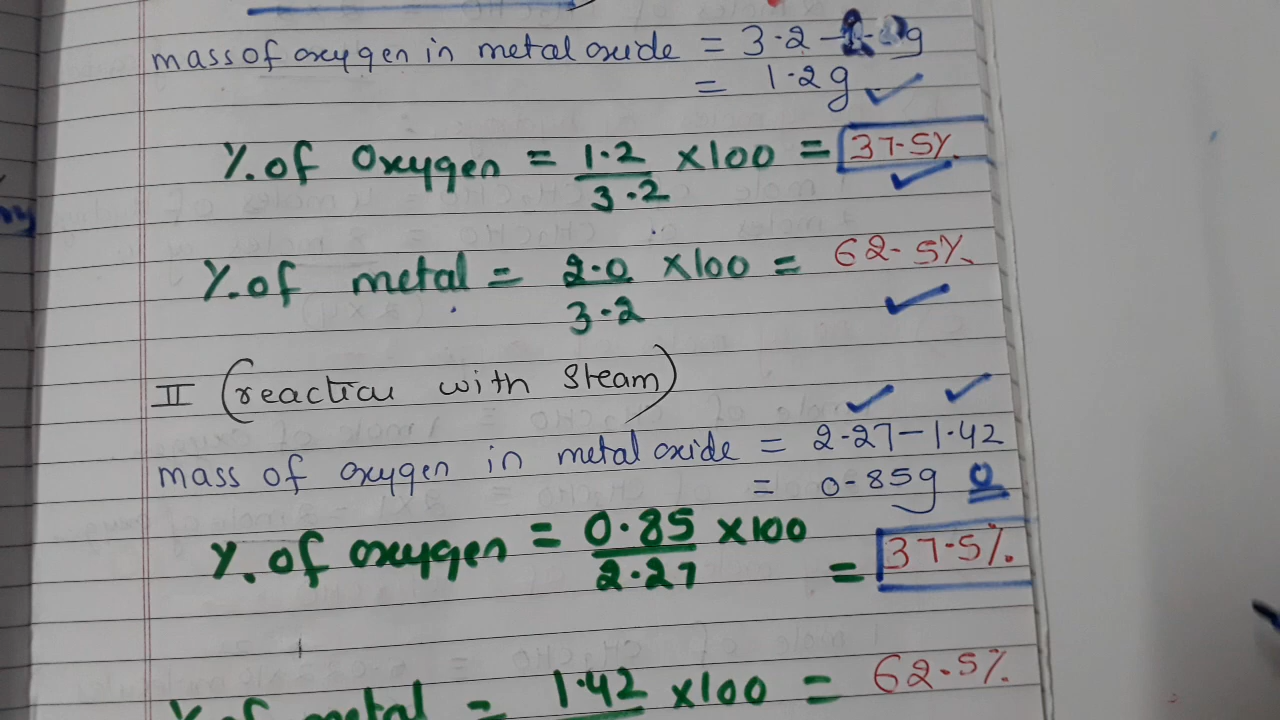 mass of oxygen in metal oxide = 3.2 - 2.0g
= 1.2g
%.of Oxygen = 1.2/3.2 x100 = 37.5%.
%.of metal = 2.0/3.2 x100 = 62.5%.
II (reaction with Steam)
mass of oxygen in metal oxide = 2.27-1.42
= 0.85g O
%. of oxygen = 0.85/2.27 x100 = 37.5%.
%.of metal = 1.42 x100 = 62.5%.